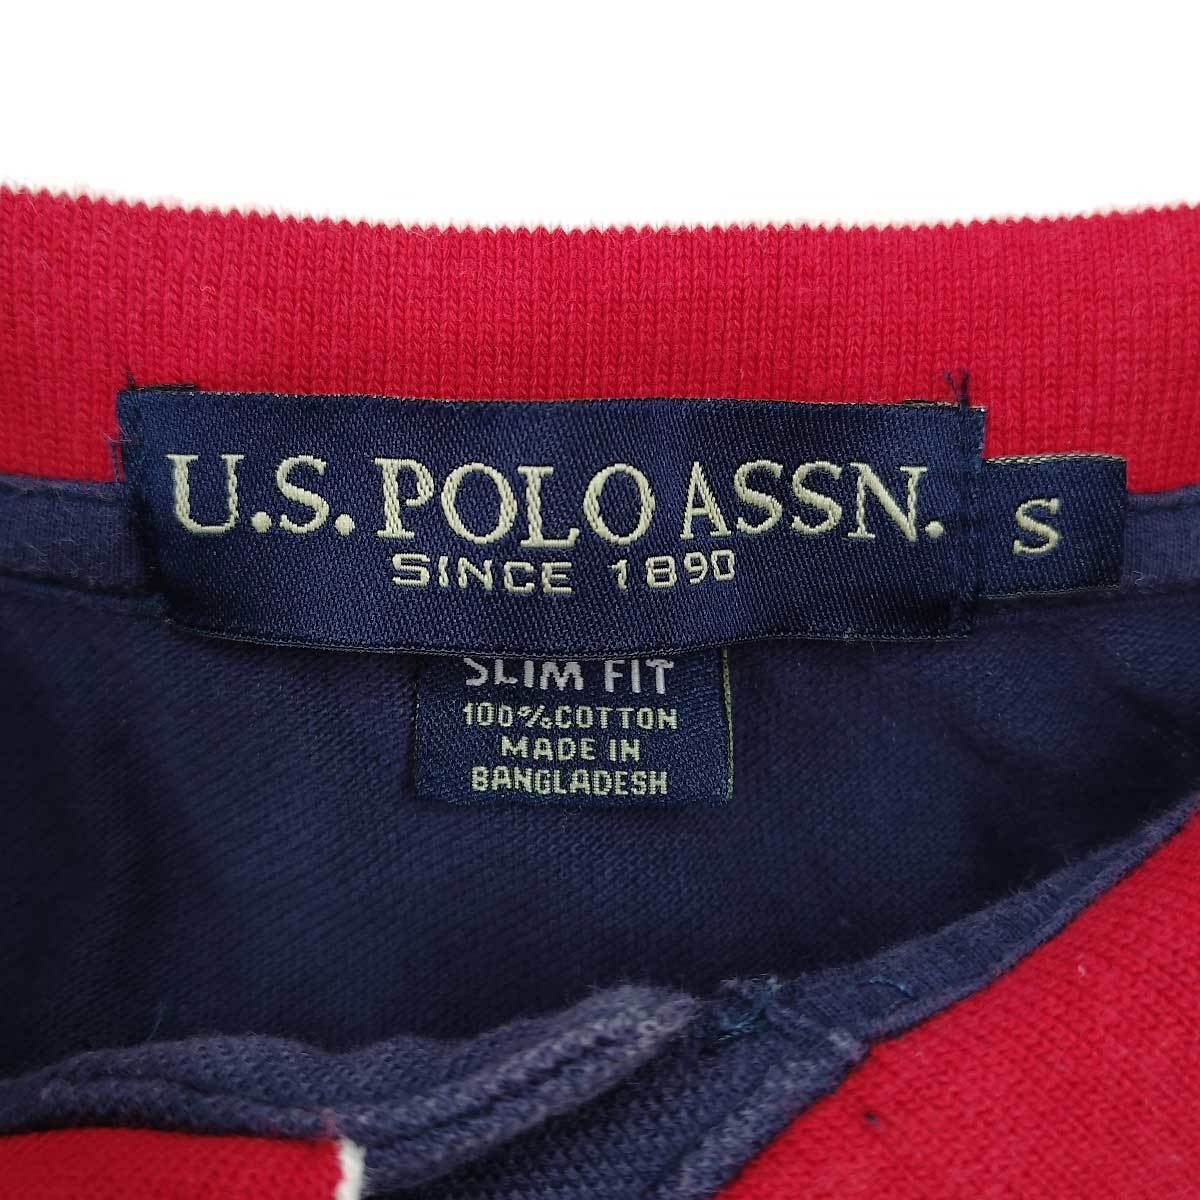 U.S. POLO ASSN.
SINCE 1890
S
SLIM FIT
100%COTTON
MADE IN
BANGLADESH